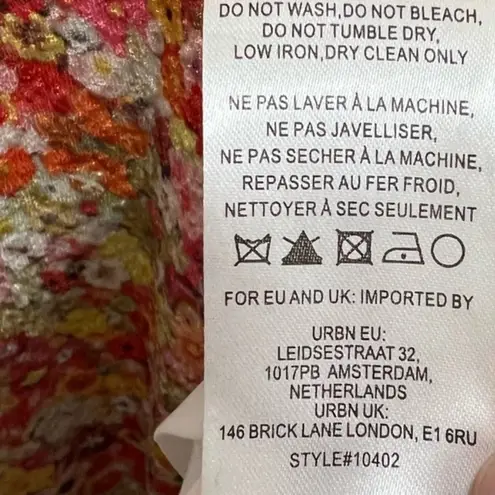 DO NOT WASH,DO NOT BLEACH,
DO NOT TUMBLE DRY,
LOW IRON,DRY CLEAN ONLY
NE PAS LAVER À LA MACHINE,
NE PAS JAVELLISER,
NE PAS SECHER À LA MACHINE,
REPASSER AU FER FROID,
NETTOYER À SEC SEULEMENT
FOR EU AND UK: IMPORTED BY
URBN EU:
LEIDSESTRAAT 32,
1017PB AMSTERDAM,
NETHERLANDS
URBN UK:
146 BRICK LANE LONDON, E1 6RU
STYLE#10402